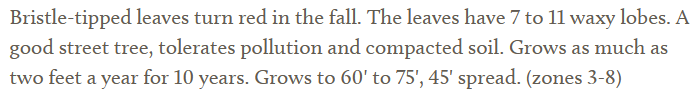 Bristle-tipped leaves turn red in the fall. The leaves have 7 to 11 waxy lobes. A
good street tree, tolerates pollution and compacted soil. Grows as much as
two feet a year for 10 years. Grows to 60' to 75', 45' spread. (zones 3-8)